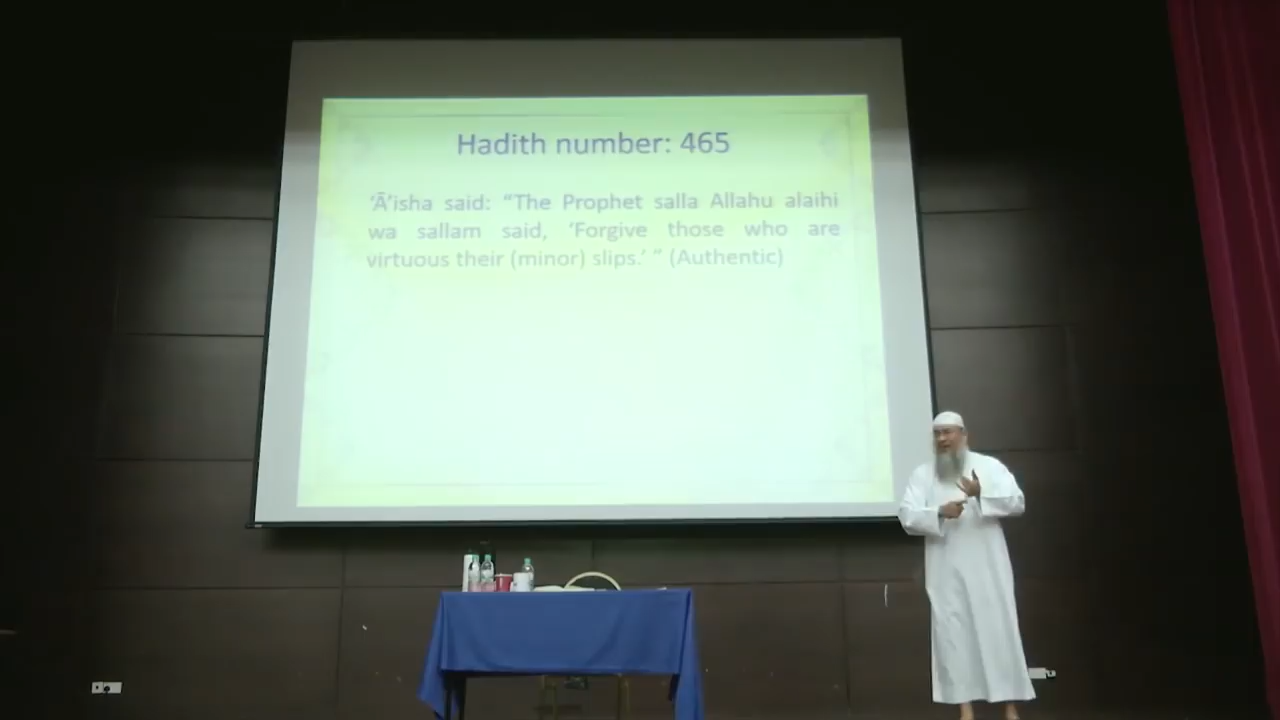 Hadith number: 465
‘Ā’isha said: “The Prophet salla Allahu alaihi
wa sallam said, ‘Forgive those who are
virtuous their (minor) slips.’ ” (Authentic)